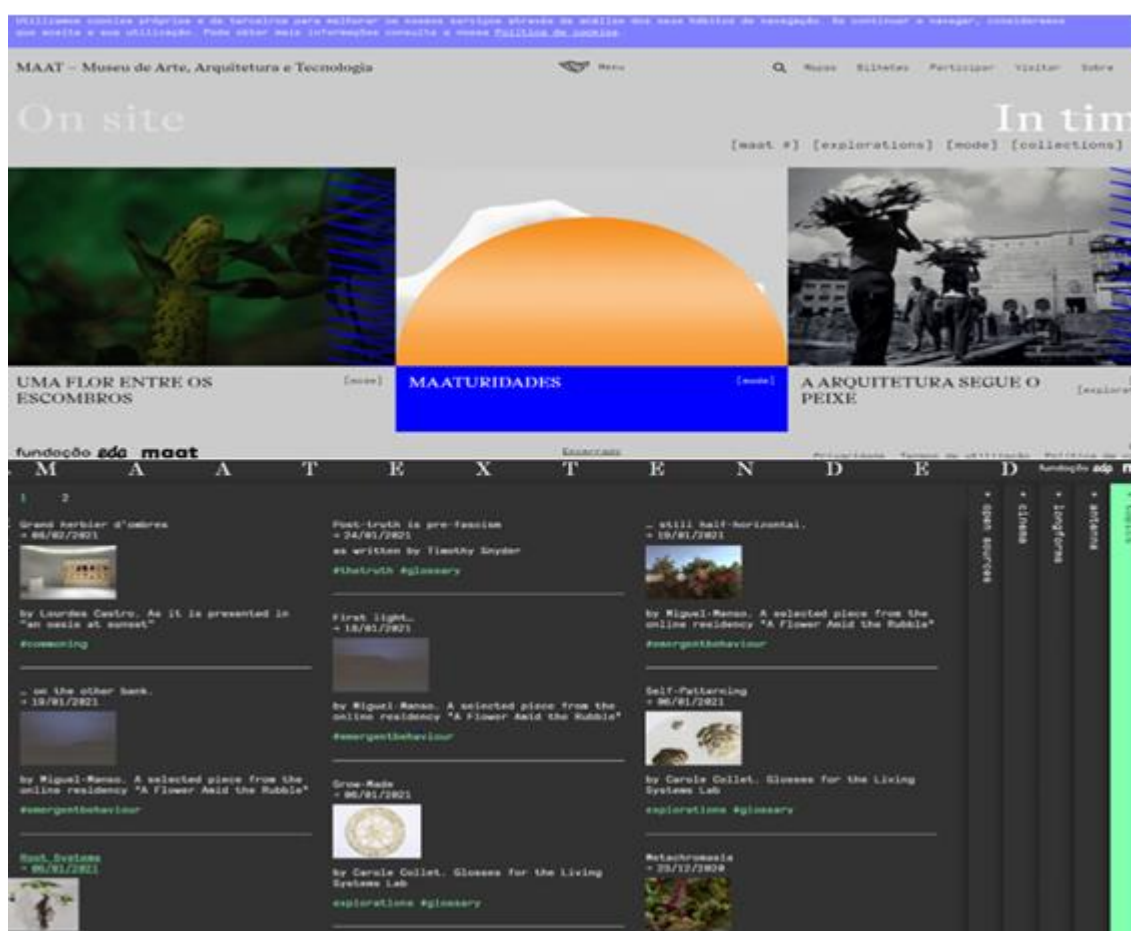 Utilizamos cookies próprios e de terceiros para melhorar os nossos serviços através da análise dos seus hábitos de navegação. Se continuar a navegar, consideramos
que aceita a sua utilização. Pode obter mais informações consulte a nossa Política de cookies.
MAAT – Museu de Arte, Arquitetura e Tecnologia
Menu
Bilhetes Participar Visitar Sobre
On site
In tim
[maat #] [explorations] [mode] [collections]
UMA FLOR ENTRE OS
ESCOMBROS
[mode]
MAATURIDADES
[mode]
A ARQUITETURA SEGUE O
PEIXE
[explora
fundação edp maat
Encerrado
Privacidade Termos de utilização Política de
M A A T E X T E N D E D
fundação edp m
1 2
Grand herbier d'ombres
→ 06/02/2021
by Lourdes Castro. As it is presented in
"an oasis at sunset"
#commoning
… on the other bank.
→ 19/01/2021
by Miguel-Manso. A selected piece from the
online residency "A Flower Amid the Rubble"
#emergentbehaviour
Root Systems
→ 06/01/2021
Post-truth is pre-fascism
→ 24/01/2021
as written by Timothy Snyder
#thetruth #glossary
First light…
→ 18/01/2021
by Miguel-Manso. A selected piece from the
online residency "A Flower Amid the Rubble"
#emergentbehaviour
Grow-Made
→ 06/01/2021
by Carole Collet. Glosses for the Living
Systems Lab
explorations #glossary
… still half-horizontal.
→ 19/01/2021
by Miguel-Manso. A selected piece from the
online residency "A Flower Amid the Rubble"
#emergentbehaviour
Self-Patterning
→ 06/01/2021
by Carole Collet. Glosses for the Living
Systems Lab
explorations #glossary
Metachromasia
→ 23/12/2020
+ open sources
+ cinema
+ longforms
+ antenna